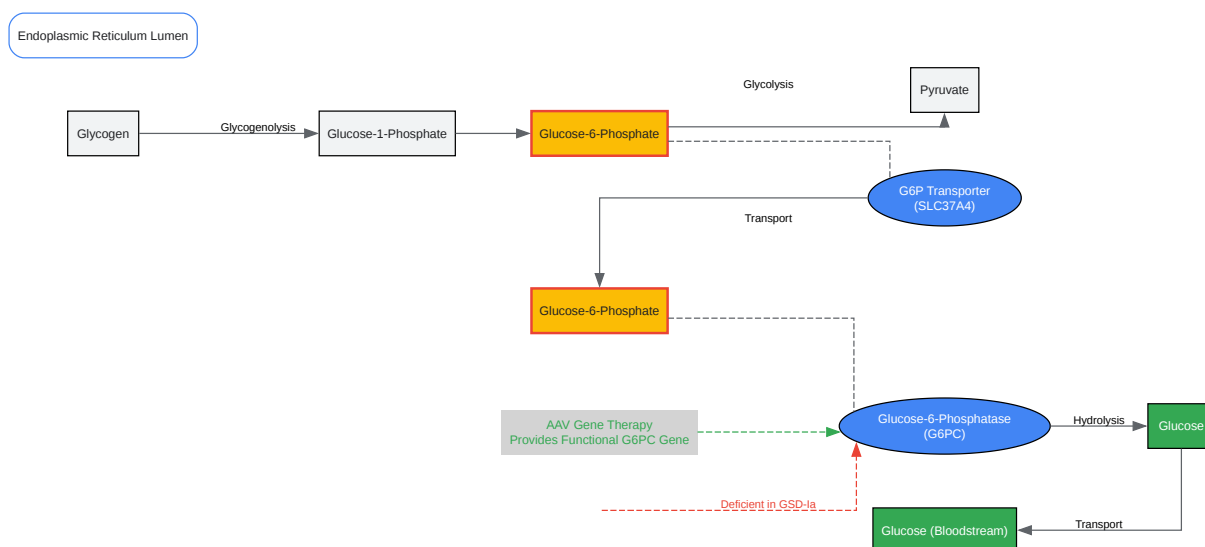 Endoplasmic Reticulum Lumen
Glycolysis
Pyruvate
Glycogen
Glycogenolysis
Glucose-1-Phosphate
Glucose-6-Phosphate
G6P Transporter
(SLC37A4)
Transport
Glucose-6-Phosphate
AAV Gene Therapy
Provides Functional G6PC Gene
Glucose-6-Phosphatase
(G6PC)
Hydrolysis
Glucose
Deficient in GSD-Ia
Glucose (Bloodstream)
Transport